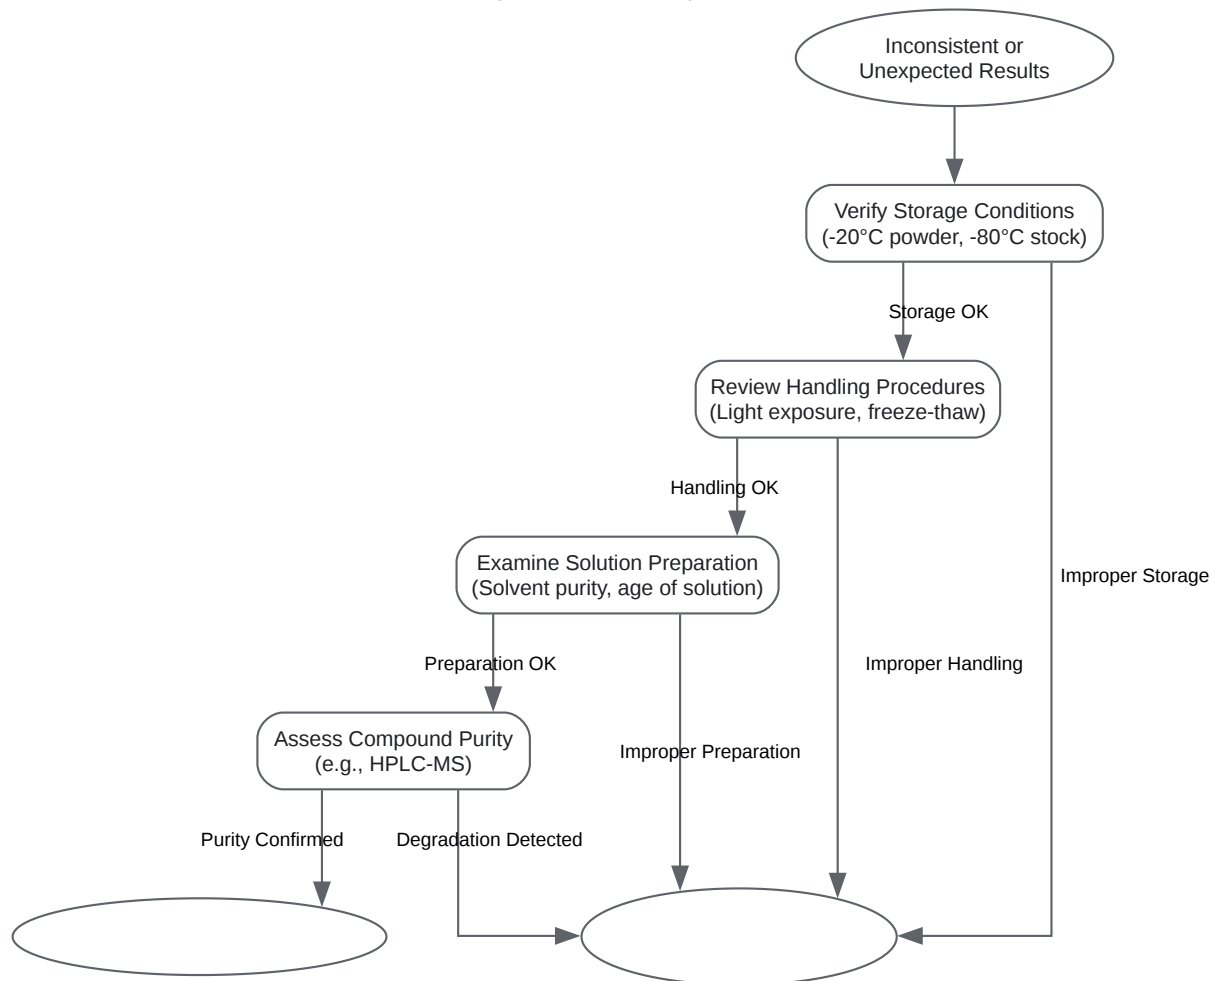 Inconsistent or
Unexpected Results
Verify Storage Conditions
(-20°C powder, -80°C stock)
Storage OK
Review Handling Procedures
(Light exposure, freeze-thaw)
Handling OK
Examine Solution Preparation
(Solvent purity, age of solution)
Improper Storage
Preparation OK
Improper Handling
Assess Compound Purity
(e.g., HPLC-MS)
Improper Preparation
Purity Confirmed
Degradation Detected